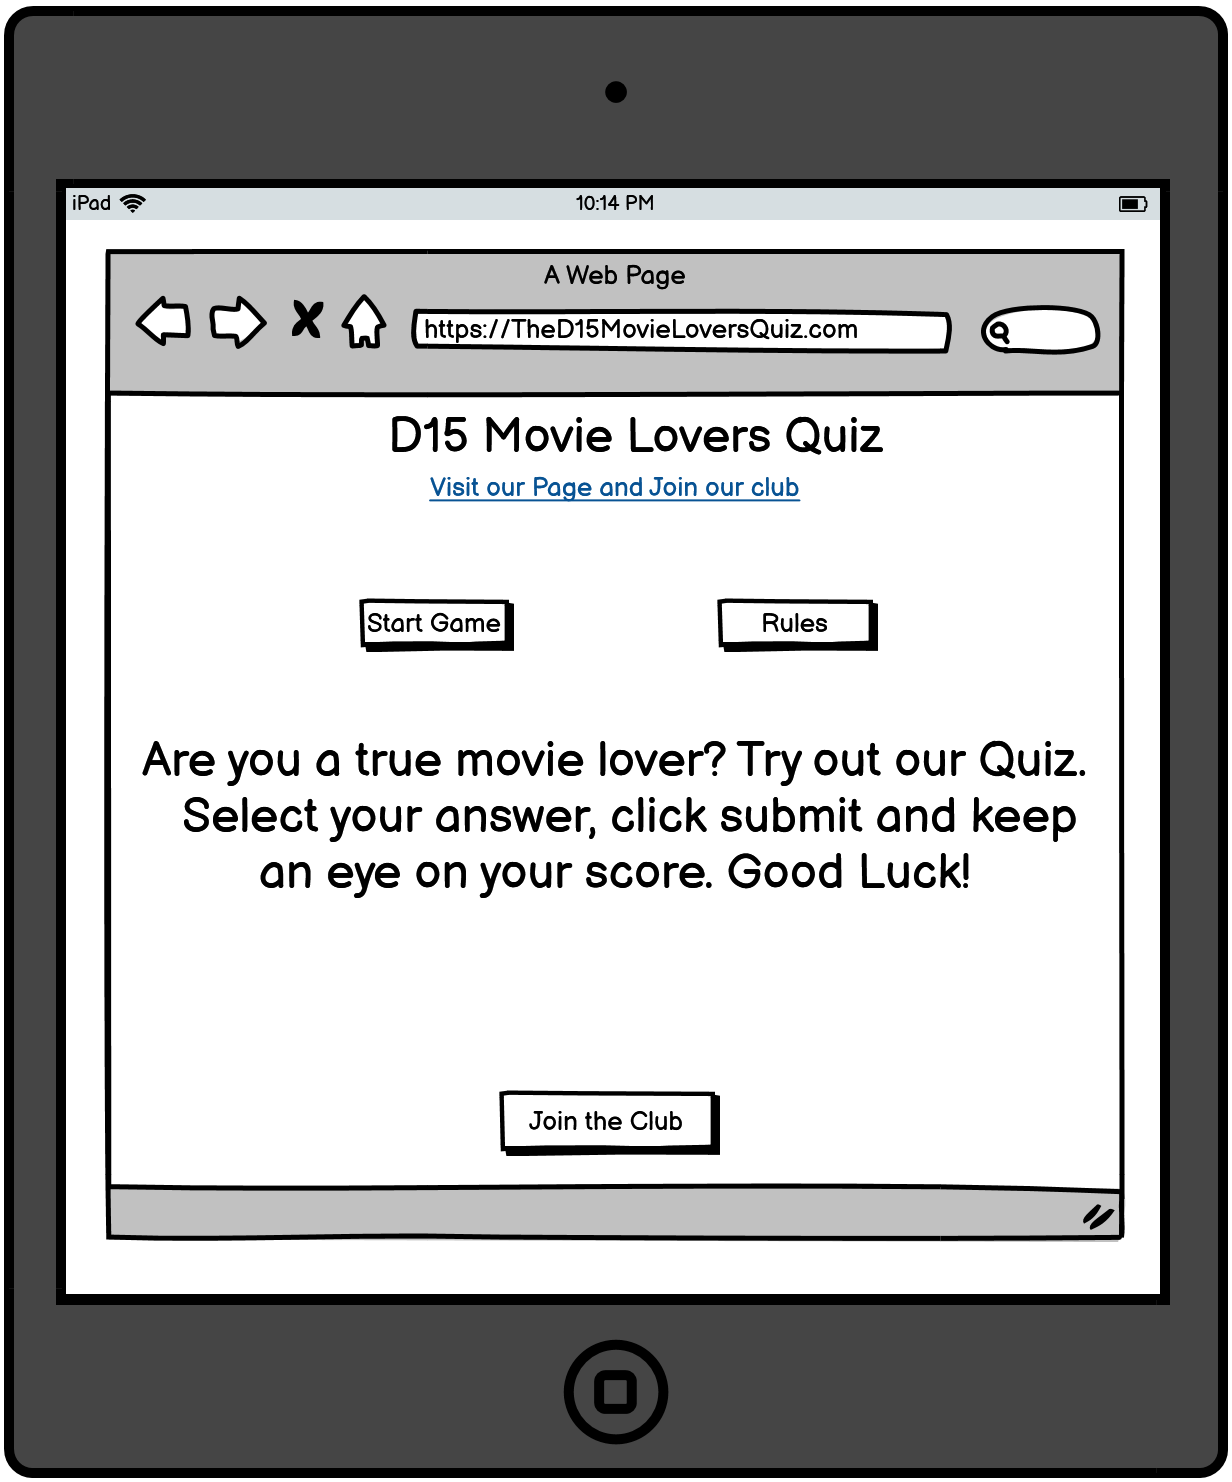 iPad 10:14 PM
A Web Page
https://TheD15MovieLoversQuiz.com
D15 Movie Lovers Quiz
Visit our Page and Join our club
Start Game Rules
Are you a true movie lover? Try out our Quiz.
Select your answer, click submit and keep
an eye on your score. Good Luck!
Join the Club